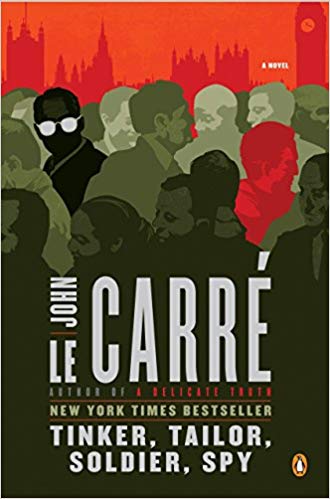 A NOVEL
JOHN
LE CARRÉ
AUTHOR OF A DELICATE TRUTH
NEW YORK TIMES BESTSELLER
TINKER, TAILOR,
SOLDIER, SPY